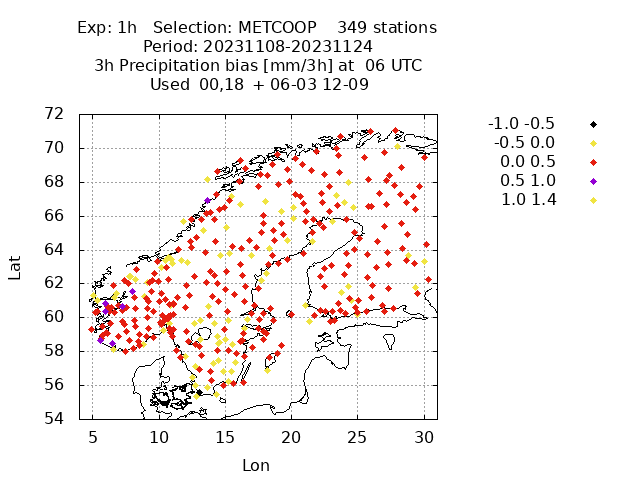 Exp: 1h   Selection: METCOOP    349 stations
Period: 20231108-20231124
3h Precipitation bias [mm/3h] at  06 UTC
Used 00,18 + 06-03 12-09
-1.0 -0.5
-0.5 0.0
0.0 0.5
0.5 1.0
1.0 1.4
72
70
68
66
64
62
60
58
56
54
Lat
5 10 15 20 25 30
Lon